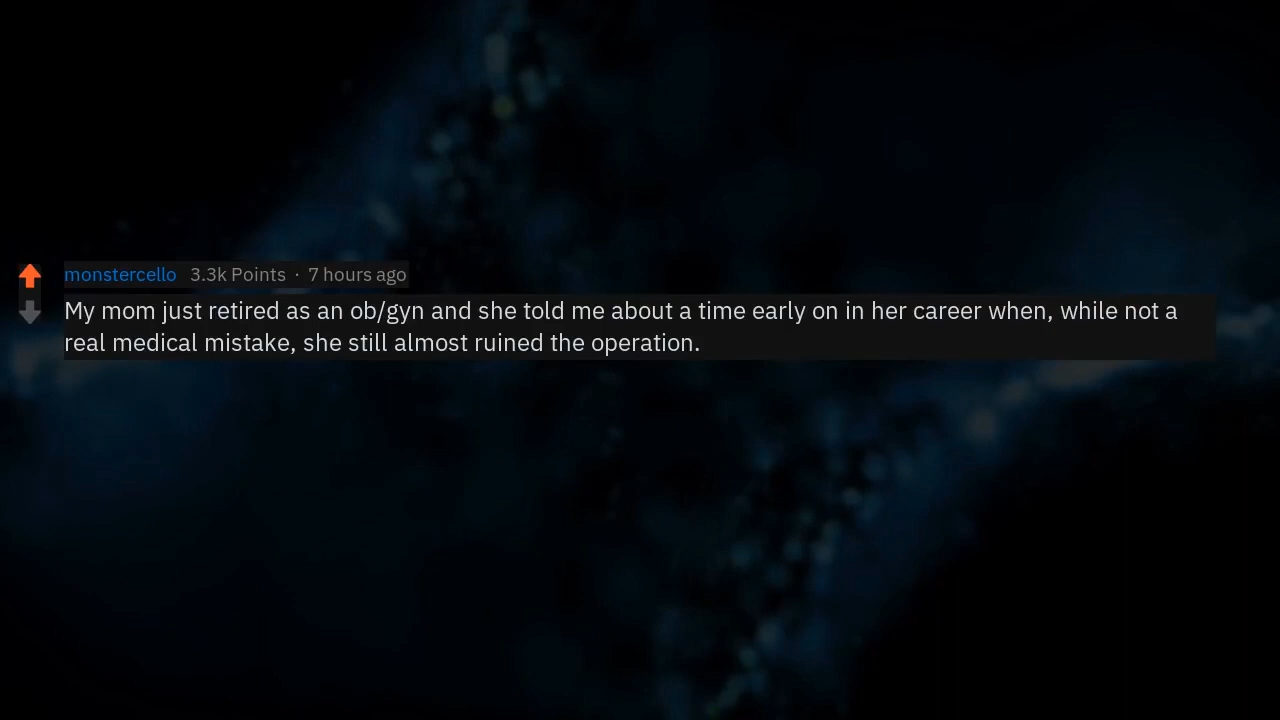 monstercello 3.3k Points · 7 hours ago
My mom just retired as an ob/gyn and she told me about a time early on in her career when, while not a
real medical mistake, she still almost ruined the operation.